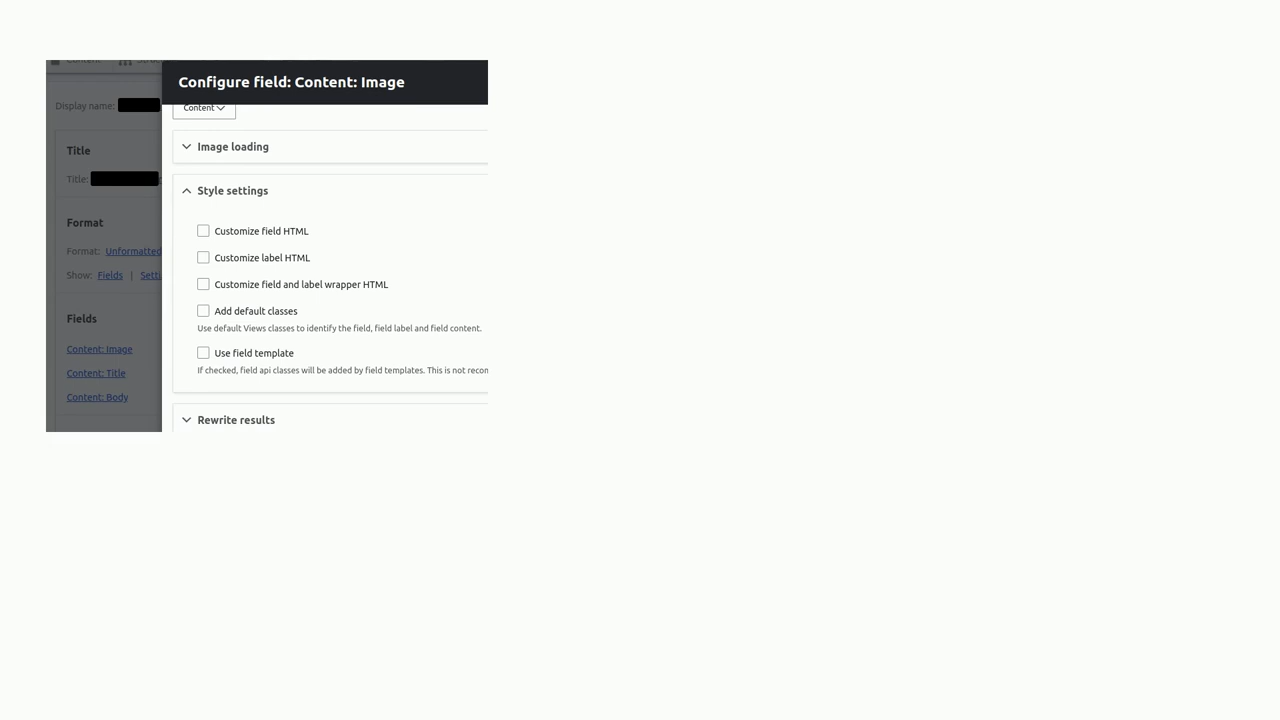 Configure field: Content: Image
Display name:
Content
Image loading
Title
Title:
Style settings
Format
Customize field HTML
Format: Unformatted
Customize label HTML
Show: Fields |
Customize field and label wrapper HTML
Add default classes
Fields
Use default Views classes to identify the field, field label and field content.
Content: Image
Use field template
Content: Title
If checked, field api classes will be added by field templates. This is not
Content: Body
Rewrite results